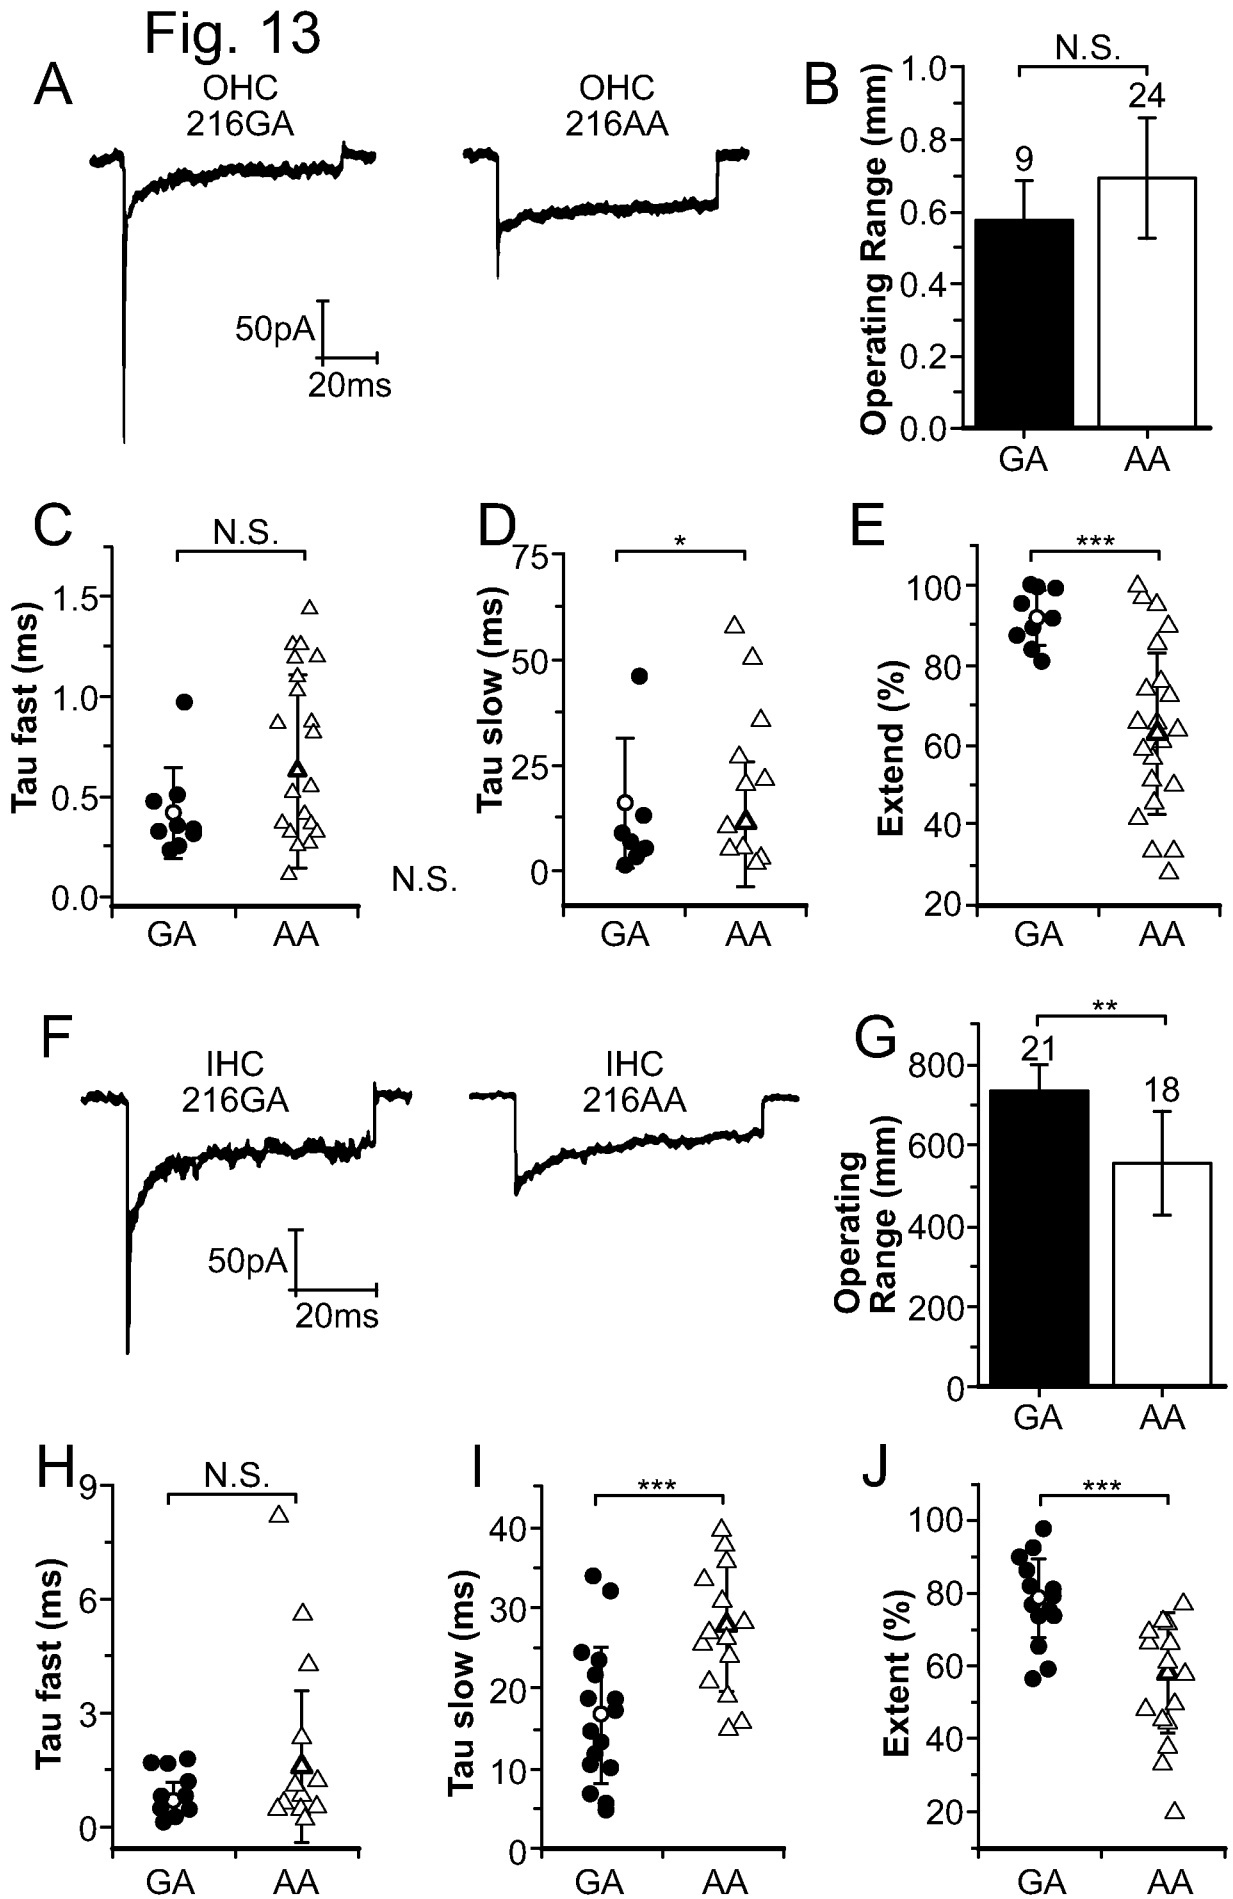 Fig. 13
A
OHC
216GA
OHC
216AA
50pA
20ms
B
N.S.
Operating Range (mm)
1.0
0.8
0.6
0.4
0.2
0.0
9
24
GA
AA
C
N.S.
Tau fast (ms)
1.5
1.0
0.5
0.0
GA
AA
N.S.
D
*
Tau slow (ms)
75
50
25
0
GA
AA
E
***
Extend (%)
100
80
60
40
20
GA
AA
F
IHC
216GA
IHC
216AA
50pA
20ms
G
**
Operating
Range (mm)
800
600
400
200
0
21
18
GA
AA
H
N.S.
Tau fast (ms)
9
6
3
0
GA
AA
I
***
Tau slow (ms)
40
30
20
10
0
GA
AA
J
***
Extent (%)
100
80
60
40
20
GA
AA